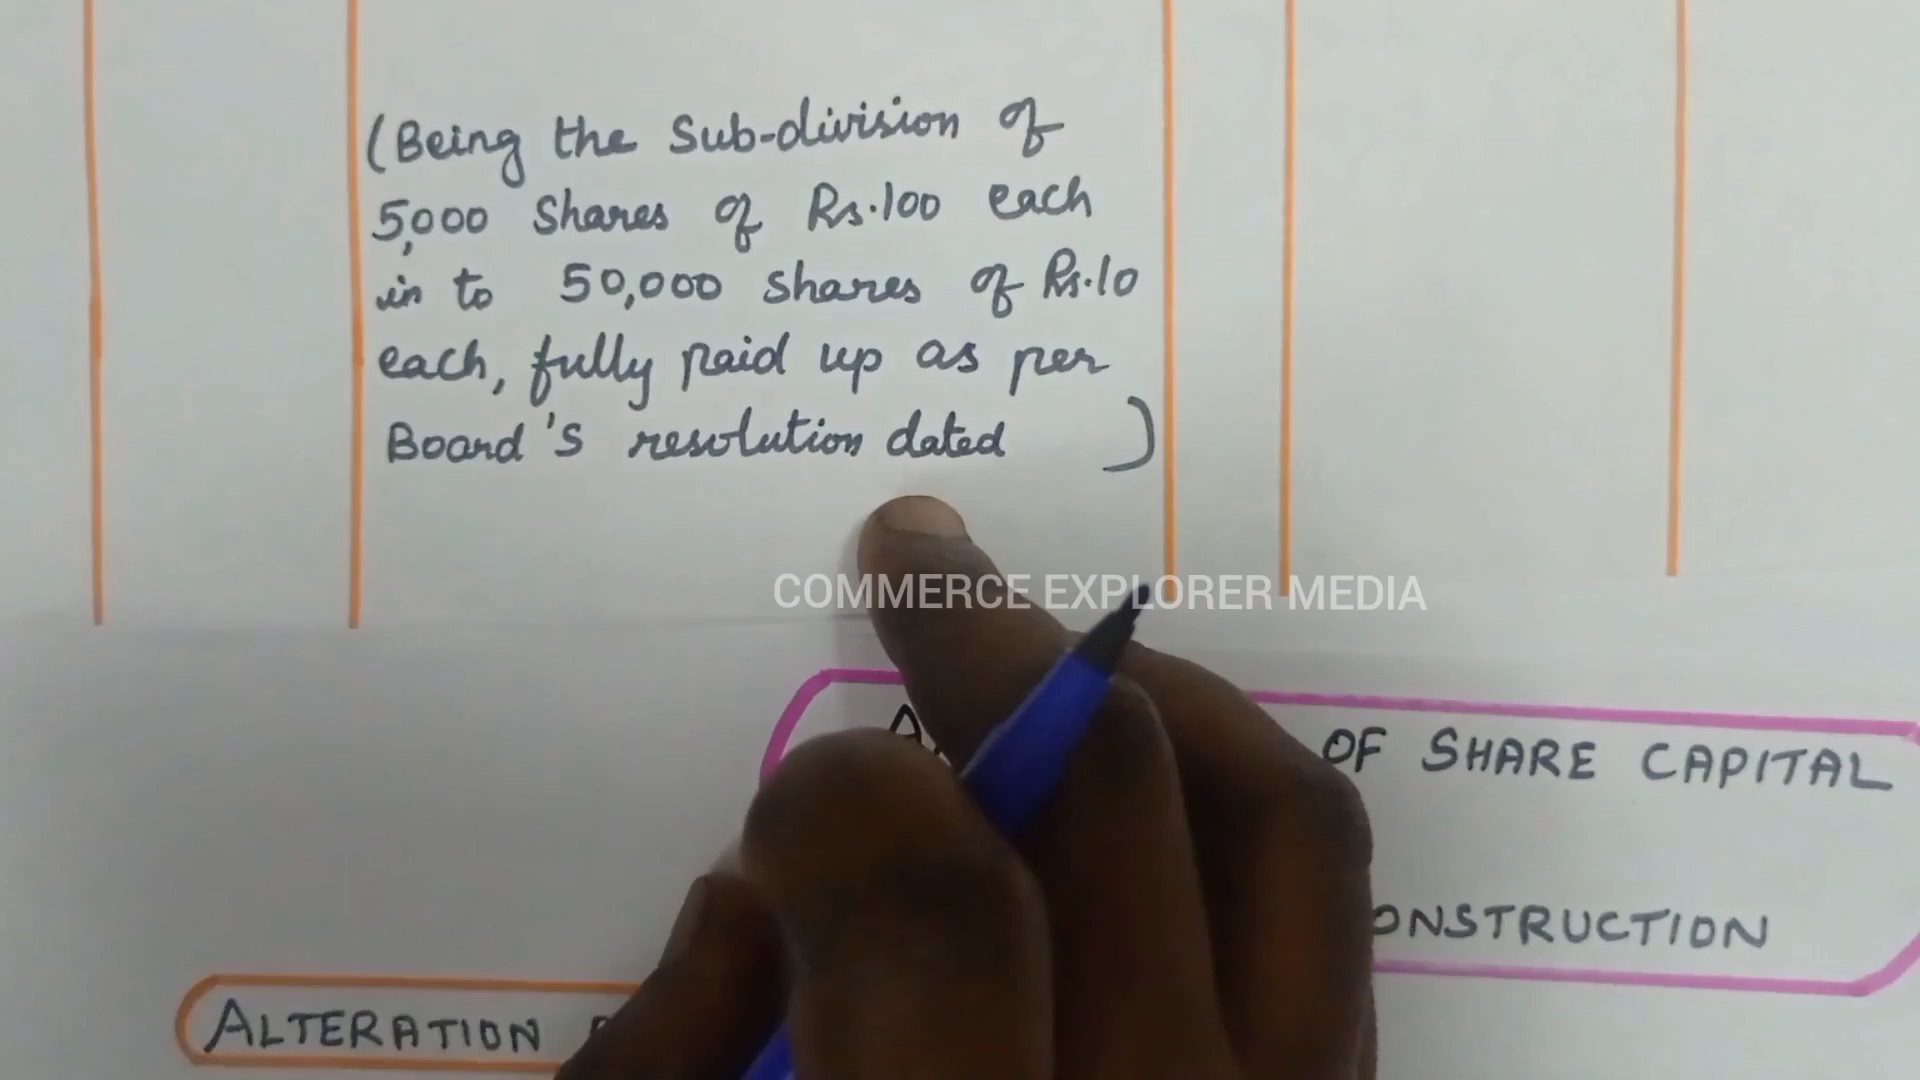 (Being the Sub-division of
5,000 Shares of Rs.100 each
in to 50,000 shares of Rs.10
each, fully paid up as per
Board's resolution dated )
COMMERCE EXPLORER MEDIA
OF SHARE CAPITAL
ONSTRUCTION
ALTERATION